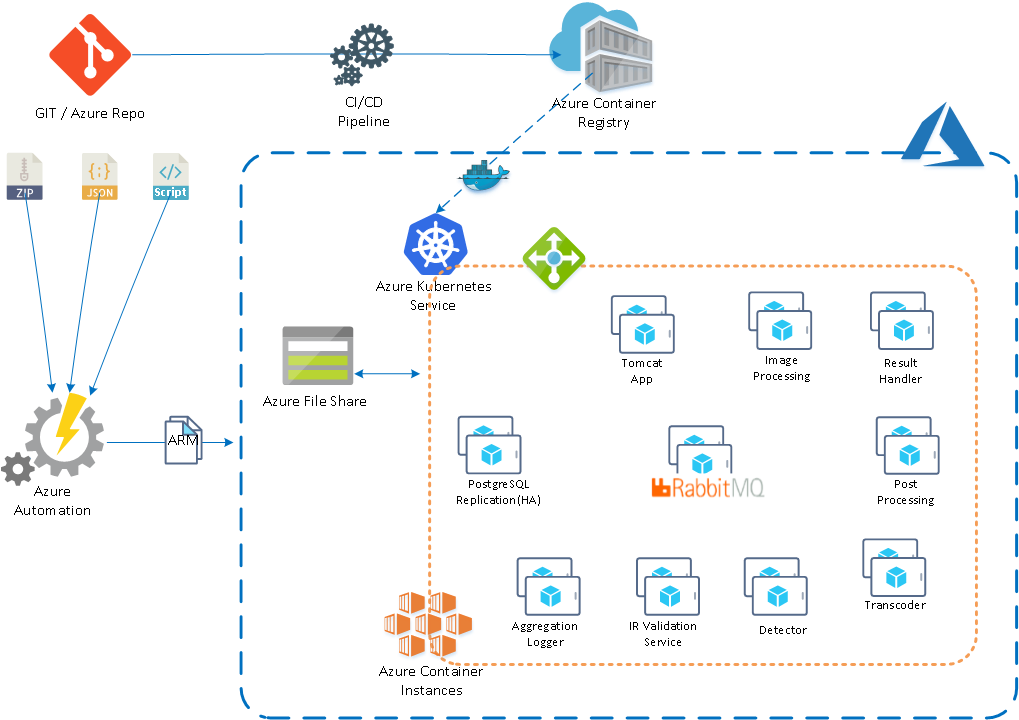 GIT / Azure Repo
CI/CD
Pipeline
Azure Container
Registry
ZIP
JSON
Script
Azure Kubernetes
Service
Tomcat
App
Image
Processing
Result
Handler
Azure File Share
ARM
PostgreSQL
Replication(HA)
RabbitMQ
Post
Processing
Azure
Automation
Aggregation
Logger
IR Validation
Service
Detector
Transcoder
Azure Container
Instances